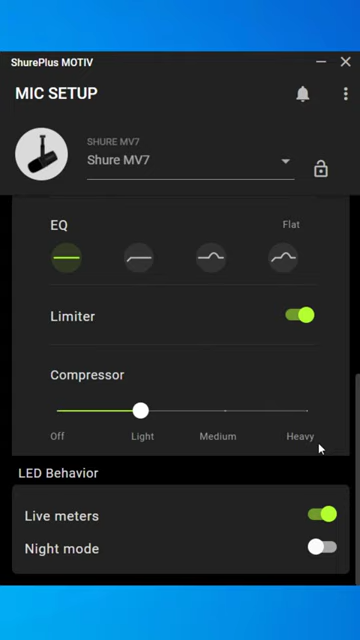 ShurePlus MOTIV
MIC SETUP
SHURE MV7
Shure MV7
EQ Flat
Limiter
Compressor
Off Light Medium Heavy
LED Behavior
Live meters
Night mode